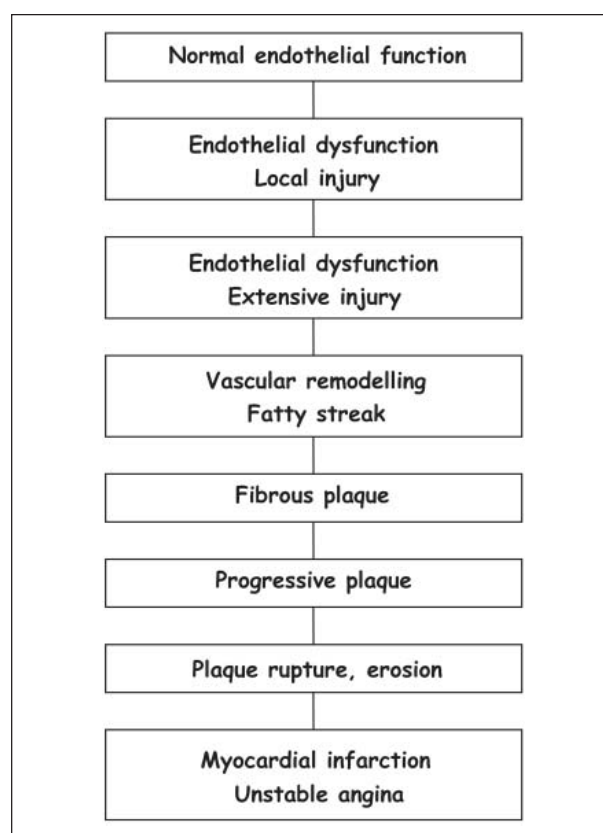 Normal endothelial function
Endothelial dysfunction
Local injury
Endothelial dysfunction
Extensive injury
Vascular remodelling
Fatty streak
Fibrous plaque
Progressive plaque
Plaque rupture, erosion
Myocardial infarction
Unstable angina